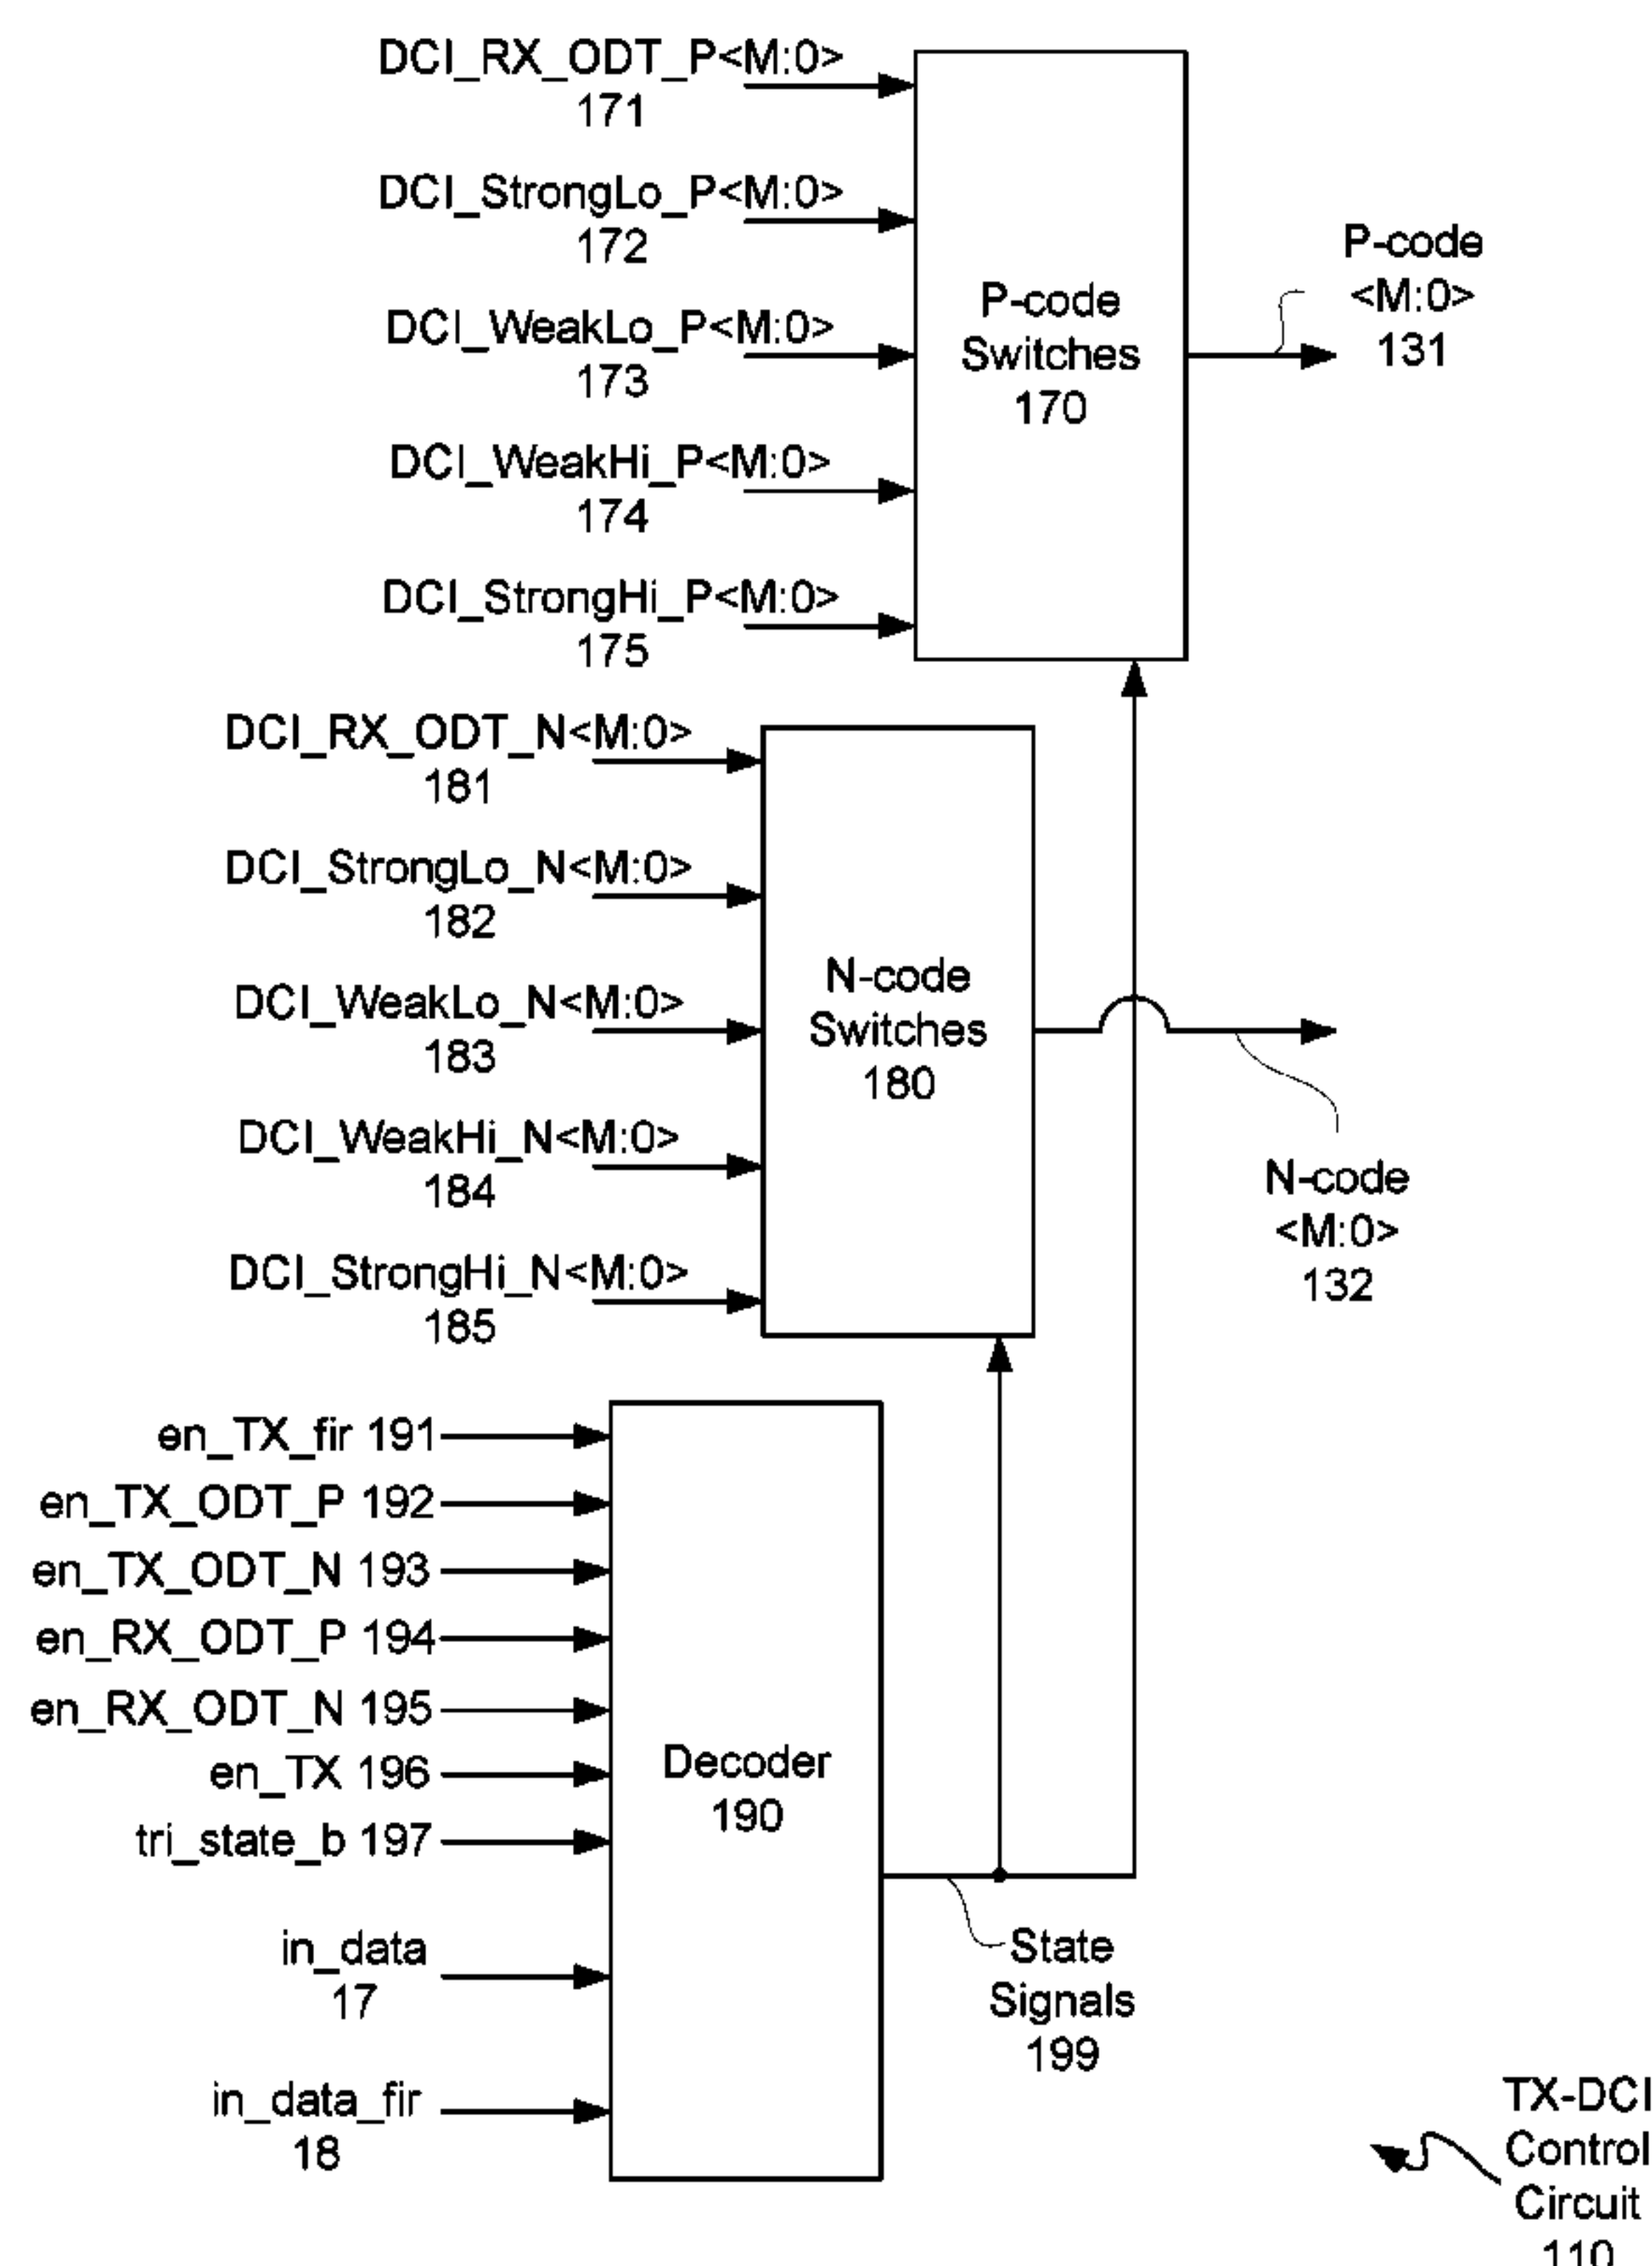 DCI_RX_ODT_P<M:0>
171
DCI_StrongLo_P<M:0>
172
DCI_WeakLo_P<M:0>
173
DCI_WeakHi_P<M:0>
174
DCI_StrongHi_P<M:0>
175
P-code
Switches
170
P-code
<M:0>
131
DCI_RX_ODT_N<M:0>
181
DCI_StrongLo_N<M:0>
182
DCI_WeakLo_N<M:0>
183
DCI_WeakHi_N<M:0>
184
DCI_StrongHi_N<M:0>
185
N-code
Switches
180
N-code
<M:0>
132
en_TX_fir 191
en_TX_ODT_P 192
en_TX_ODT_N 193
en_RX_ODT_P 194
en_RX_ODT_N 195
en_TX 196
tri_state_b 197
in_data
17
in_data_fir
18
Decoder
190
State
Signals
199
TX-DCI
Control
Circuit
110